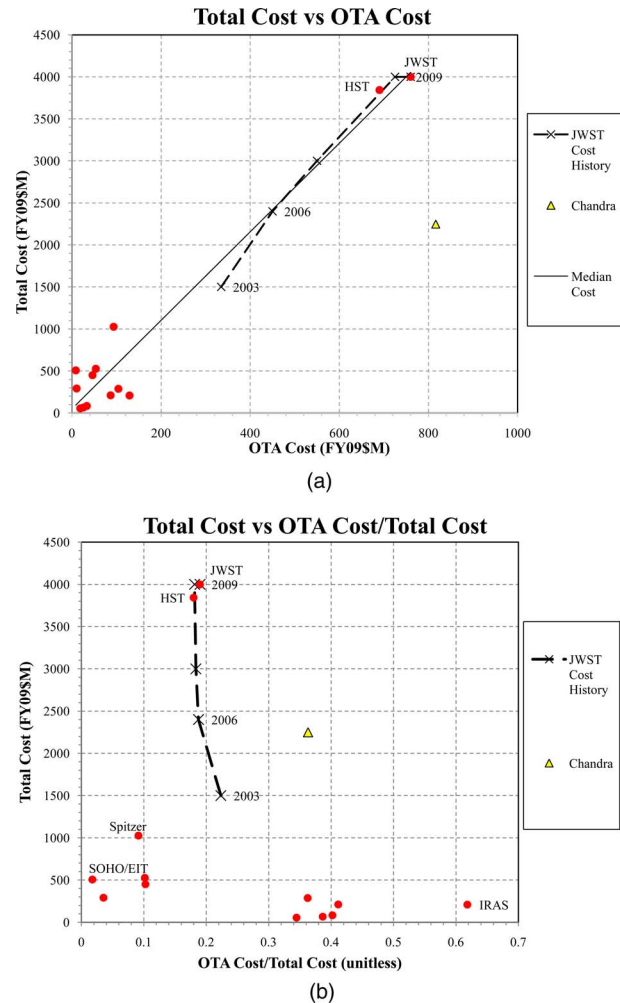 Total Cost vs OTA Cost
4500
4000
3500
3000
2500
2000
1500
1000
500
0
Total Cost (FY09$M)
JWST
HST
2009
2006
2003
0 200 400 600 800 1000
OTA Cost (FY09$M)
JWST
Cost
History
Chandra
Median
Cost
(a)
Total Cost vs OTA Cost/Total Cost
4500
4000
3500
3000
2500
2000
1500
1000
500
0
Total Cost (FY09$M)
JWST
2009
HST
2006
2003
Spitzer
SOHO/EIT
IRAS
0 0.1 0.2 0.3 0.4 0.5 0.6 0.7
OTA Cost/Total Cost (unitless)
JWST
Cost
History
Chandra
(b)